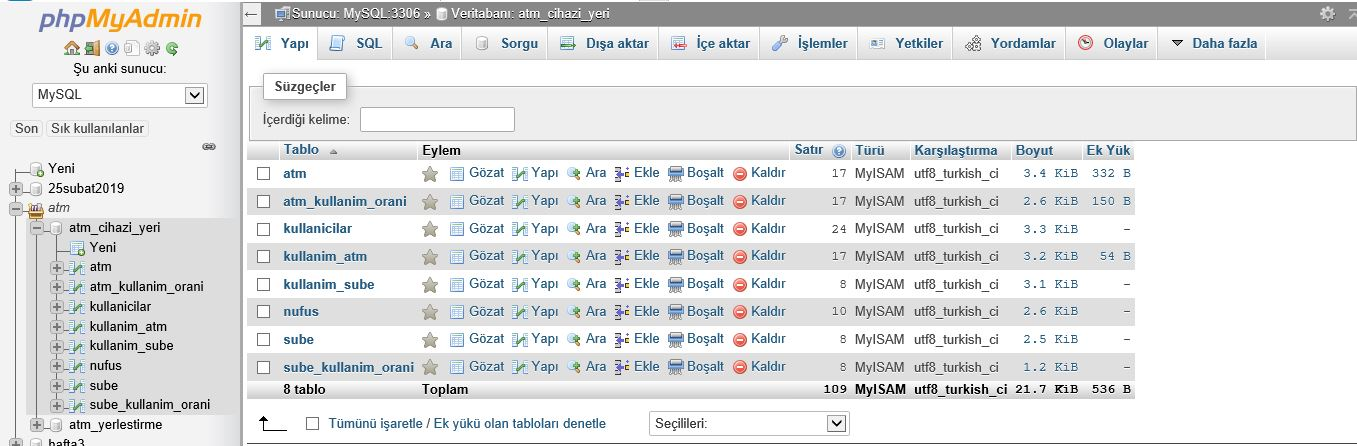 phpMyAdmin
Şu anki sunucu:
MySQL
Son Sık kullanılanlar
Yeni
25subat2019
atm
atm_cihazi_yeri
Yeni
atm
atm_kullanim_orani
kullanicilar
kullanim_atm
kullanim_sube
nufus
sube
sube_kullanim_orani
atm_yerlestirme
hafta3
Sunucu: MySQL:3306 » Veritabanı: atm_cihazi_yeri
Yapı SQL Ara Sorgu Dışa aktar İçe aktar İşlemler Yetkiler Yordamlar Olaylar Daha fazla
Süzgeçler
İçerdiği kelime:
Tablo Eylem Satır Türü Karşılaştırma Boyut Ek Yük
atm Gözat Yapı Ara Ekle Boşalt Kaldır 17 MyISAM utf8_turkish_ci 3.4 KiB 332 B
atm_kullanim_orani Gözat Yapı Ara Ekle Boşalt Kaldır 17 MyISAM utf8_turkish_ci 2.6 KiB 150 B
kullanicilar Gözat Yapı Ara Ekle Boşalt Kaldır 24 MyISAM utf8_turkish_ci 3.3 KiB -
kullanim_atm Gözat Yapı Ara Ekle Boşalt Kaldır 17 MyISAM utf8_turkish_ci 3.2 KiB 54 B
kullanim_sube Gözat Yapı Ara Ekle Boşalt Kaldır 8 MyISAM utf8_turkish_ci 3.1 KiB -
nufus Gözat Yapı Ara Ekle Boşalt Kaldır 10 MyISAM utf8_turkish_ci 2.6 KiB -
sube Gözat Yapı Ara Ekle Boşalt Kaldır 8 MyISAM utf8_turkish_ci 2.5 KiB -
sube_kullanim_orani Gözat Yapı Ara Ekle Boşalt Kaldır 8 MyISAM utf8_turkish_ci 1.2 KiB -
8 tablo Toplam 109 MyISAM utf8_turkish_ci 21.7 KiB 536 B
Tümünü işaretle / Ek yükü olan tabloları denetle Seçilileri: